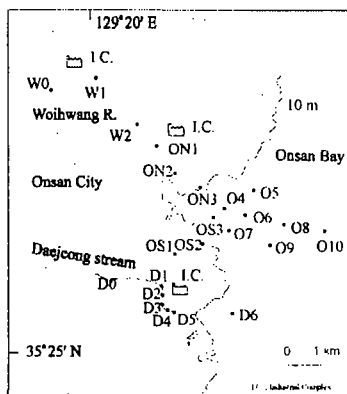 129° 20' E
I.C.
W0
W1
10 m
Woihwang R.
W2
I.C.
ON1
Onsan Bay
ON2
Onsan City
ON3
O4
O5
O6
OS3
O7
O8
OS1
OS2
O9
O10
Daejeong stream
D0
D1
I.C.
D2
D3
D4
D5
D6
35° 25' N
0 1 km
Industrial Complex